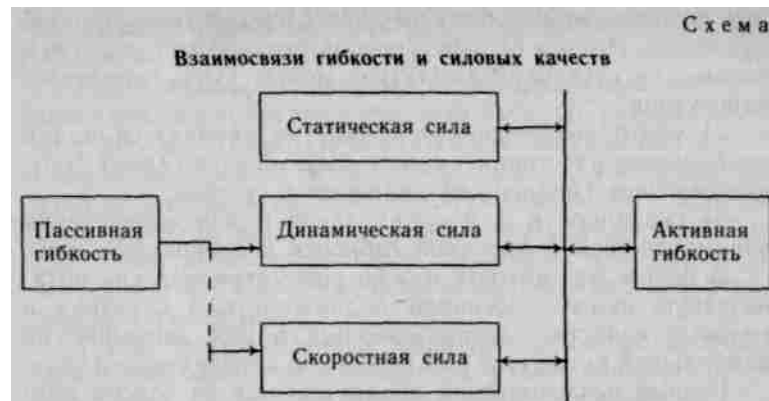 Схема
Взаимосвязи гибкости и силовых качеств
Статическая сила
Пассивная
гибкость
Динамическая сила
Активная
гибкость
Скоростная сила